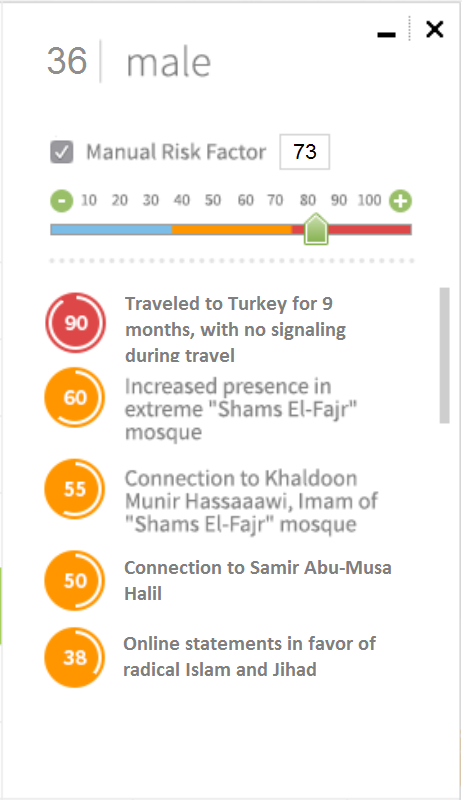 36 male
Manual Risk Factor 73
- 10 20 30 40 50 60 70 80 90 100 +
90 Traveled to Turkey for 9
months, with no signaling
during travel
60 Increased presence in
extreme "Shams El-Fajr"
mosque
55 Connection to Khaldoon
Munir Hassaaawi, Imam of
"Shams El-Fajr" mosque
50 Connection to Samir Abu-Musa
Halil
38 Online statements in favor of
radical Islam and Jihad